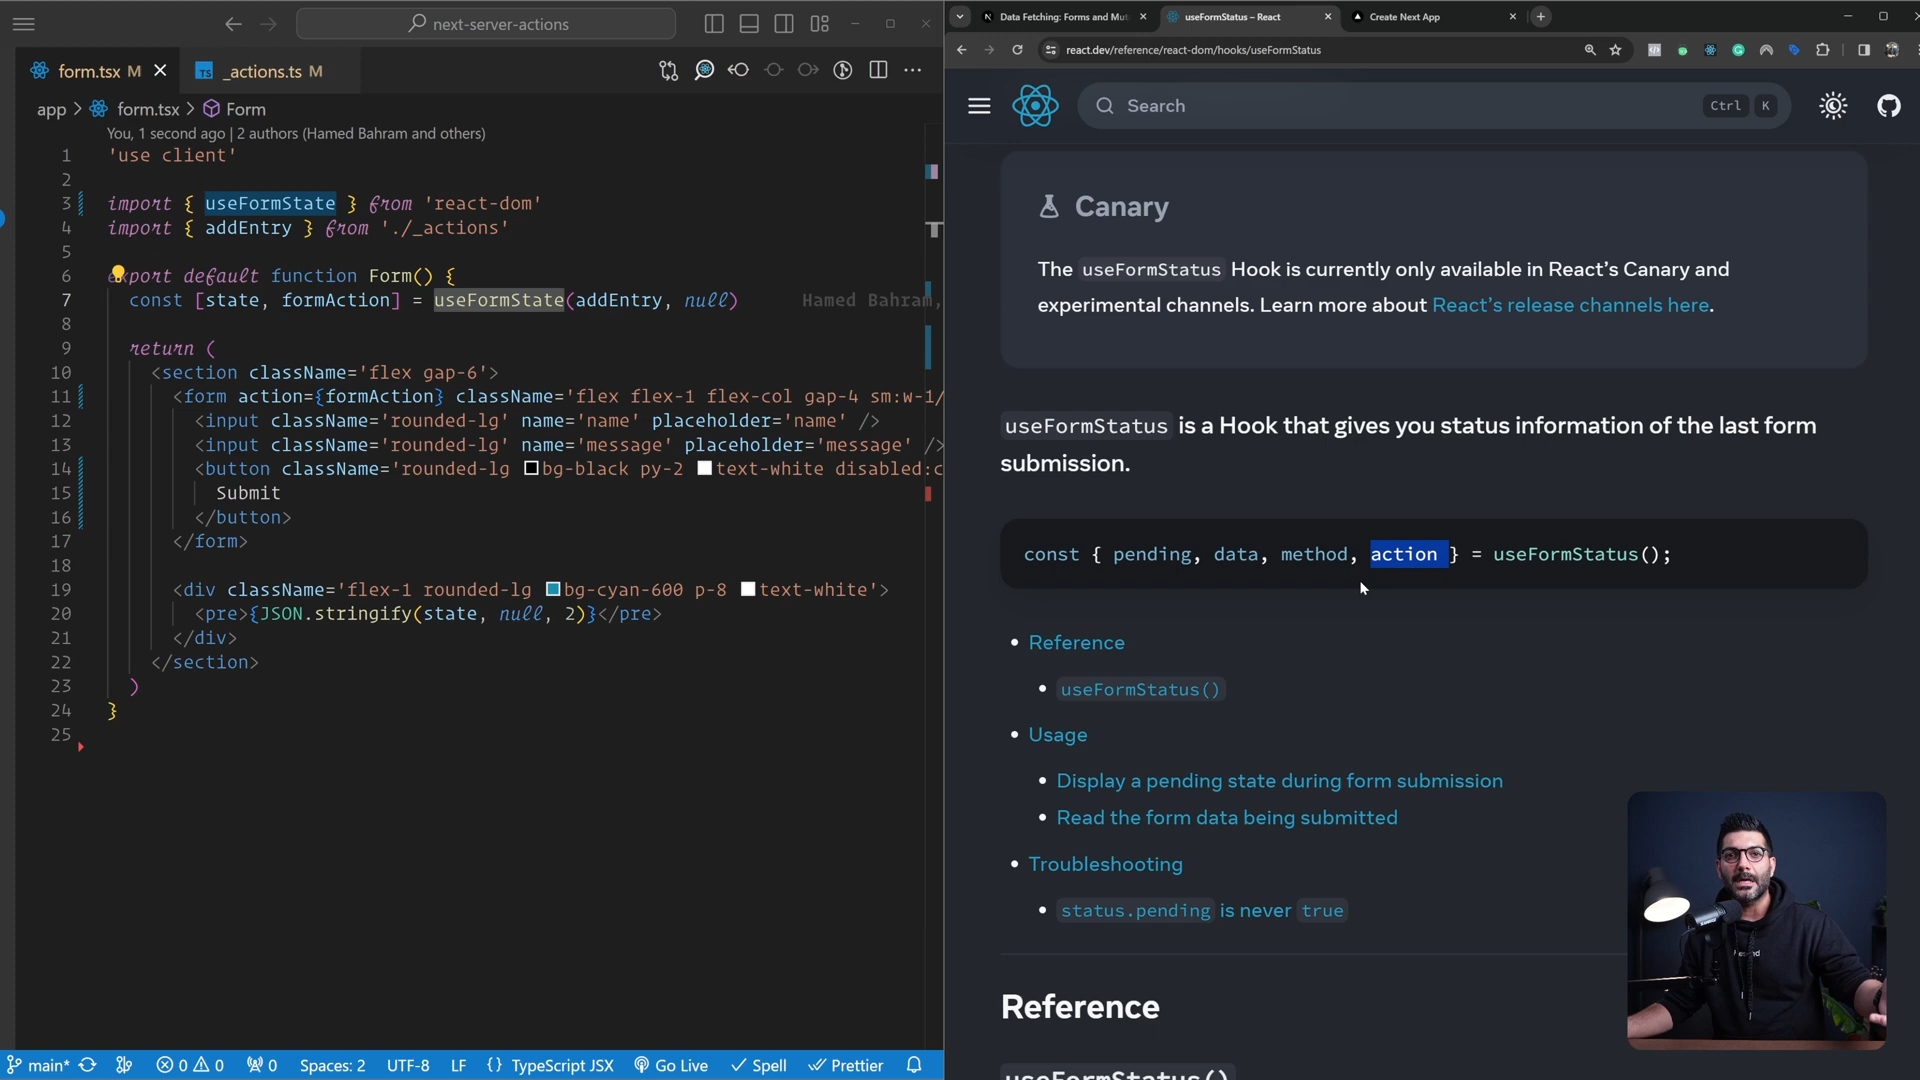 next-server-actions
form.tsx M
_actions.ts M
app > form.tsx > Form
You, 1 second ago | 2 authors (Hamed Bahram and others)
1 'use client'
2
3 import { useFormState } from 'react-dom'
4 import { addEntry } from './_actions'
5
6 export default function Form() {
7 const [state, formAction] = useFormState(addEntry, null) Hamed Bahram,
8
9 return (
10 <section className='flex gap-6'>
11 <form action={formAction} className='flex flex-1 flex-col gap-4 sm:w-1/
12 <input className='rounded-lg' name='name' placeholder='name' />
13 <input className='rounded-lg' name='message' placeholder='message' />
14 <button className='rounded-lg bg-black py-2 text-white disabled:c
15 Submit
16 </button>
17 </form>
18
19 <div className='flex-1 rounded-lg bg-cyan-600 p-8 text-white'>
20 <pre>{JSON.stringify(state, null, 2)}</pre>
21 </div>
22 </section>
23 )
24 }
25
main* 0 0 0 Spaces: 2 UTF-8 LF {} TypeScript JSX Go Live Spell Prettier
Data Fetching: Forms and Mut
useFormStatus – React
Create Next App
react.dev/reference/react-dom/hooks/useFormStatus
Search Ctrl K
Canary
The useFormStatus Hook is currently only available in React's Canary and
experimental channels. Learn more about React's release channels here.
useFormStatus is a Hook that gives you status information of the last form
submission.
const { pending, data, method, action } = useFormStatus();
Reference
useFormStatus()
Usage
Display a pending state during form submission
Read the form data being submitted
Troubleshooting
status.pending is never true
Reference
useFormStatus()